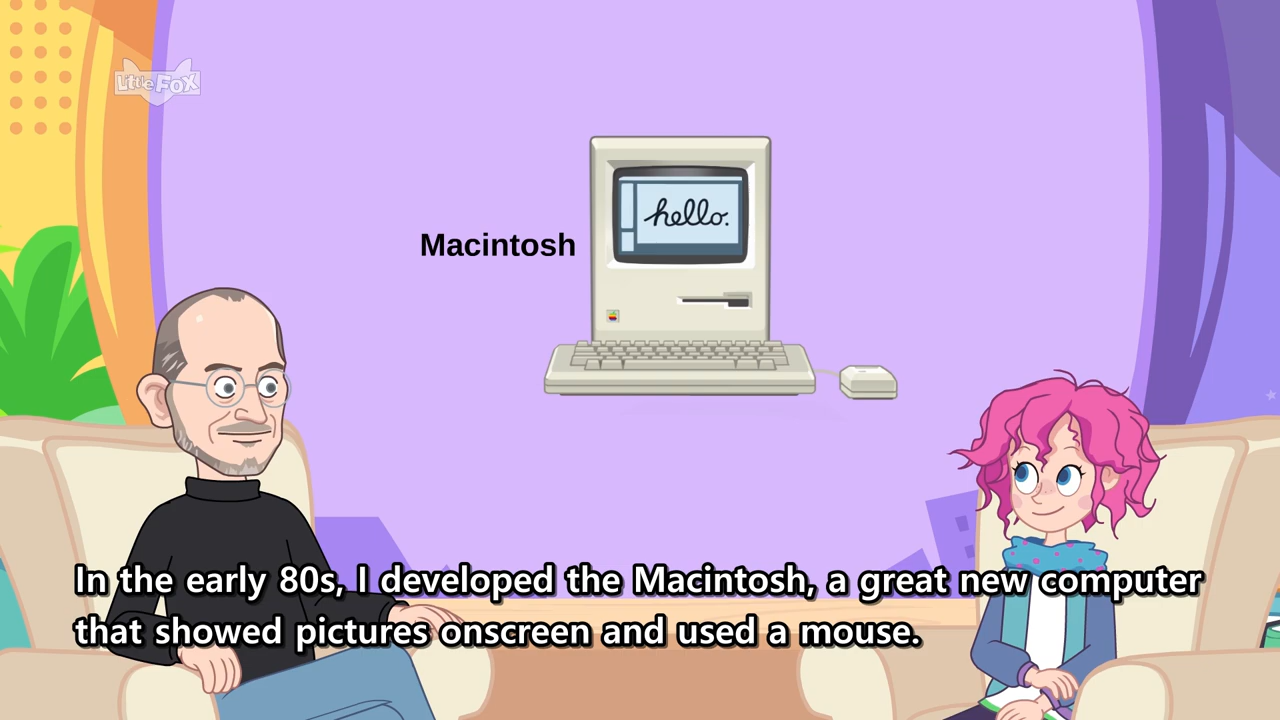 Little Fox
hello.
Macintosh
In the early 80s, I developed the Macintosh, a great new computer
that showed pictures onscreen and used a mouse.